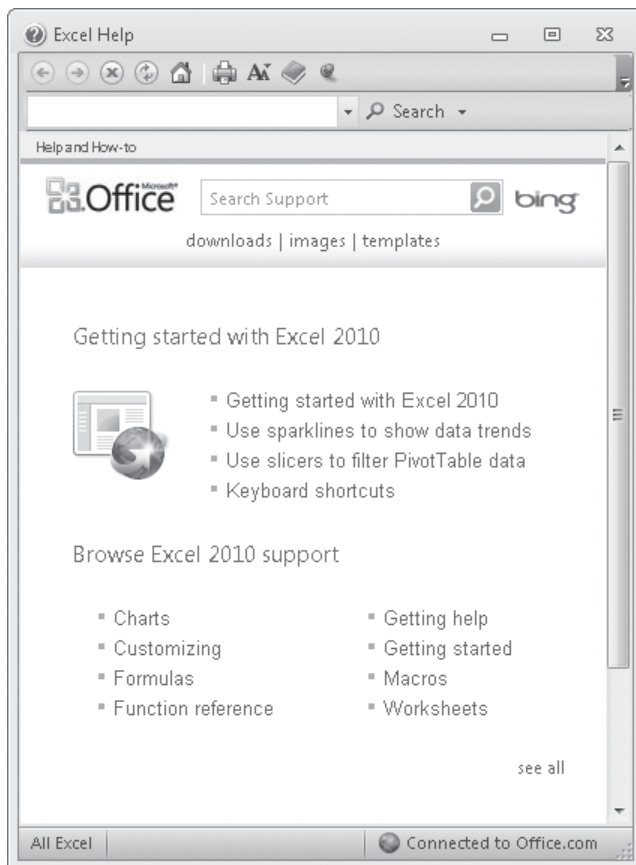 Excel Help
Search
Help and How-to
Microsoft®
Office
Search Support
bing
downloads | images | templates
Getting started with Excel 2010
Getting started with Excel 2010
Use sparklines to show data trends
Use slicers to filter PivotTable data
Keyboard shortcuts
Browse Excel 2010 support
Charts
Customizing
Formulas
Function reference
Getting help
Getting started
Macros
Worksheets
see all
All Excel
Connected to Office.com